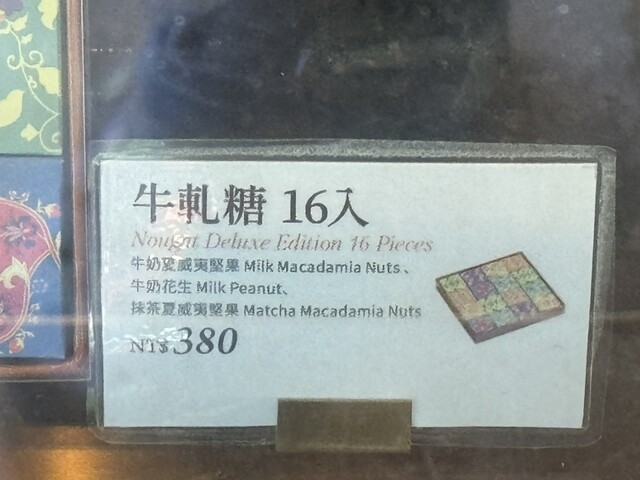 牛軋糖 16入
Nougat Deluxe Edition 16 Pieces
牛奶夏威夷堅果 Milk Macadamia Nuts、
牛奶花生 Milk Peanut、
抹茶夏威夷堅果 Matcha Macadamia Nuts
NT$380